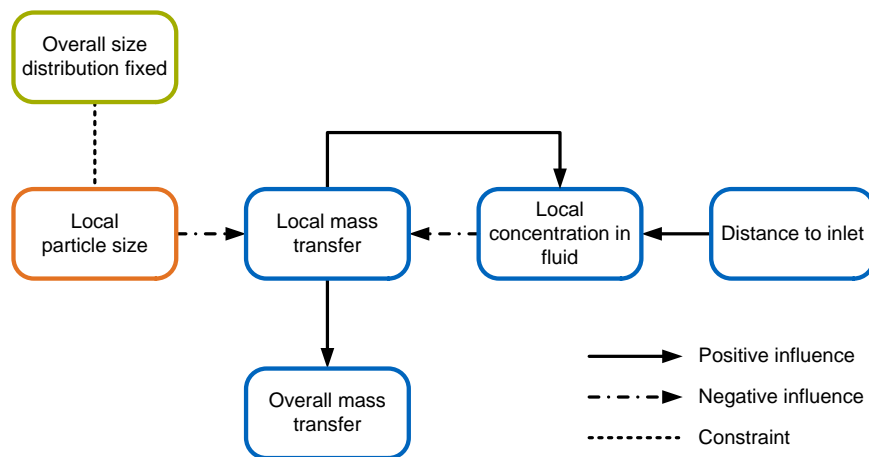 Overall size
distribution fixed
Local
particle size
Local mass
transfer
Local
concentration in
fluid
Distance to inlet
Overall mass
transfer
Positive influence
Negative influence
Constraint